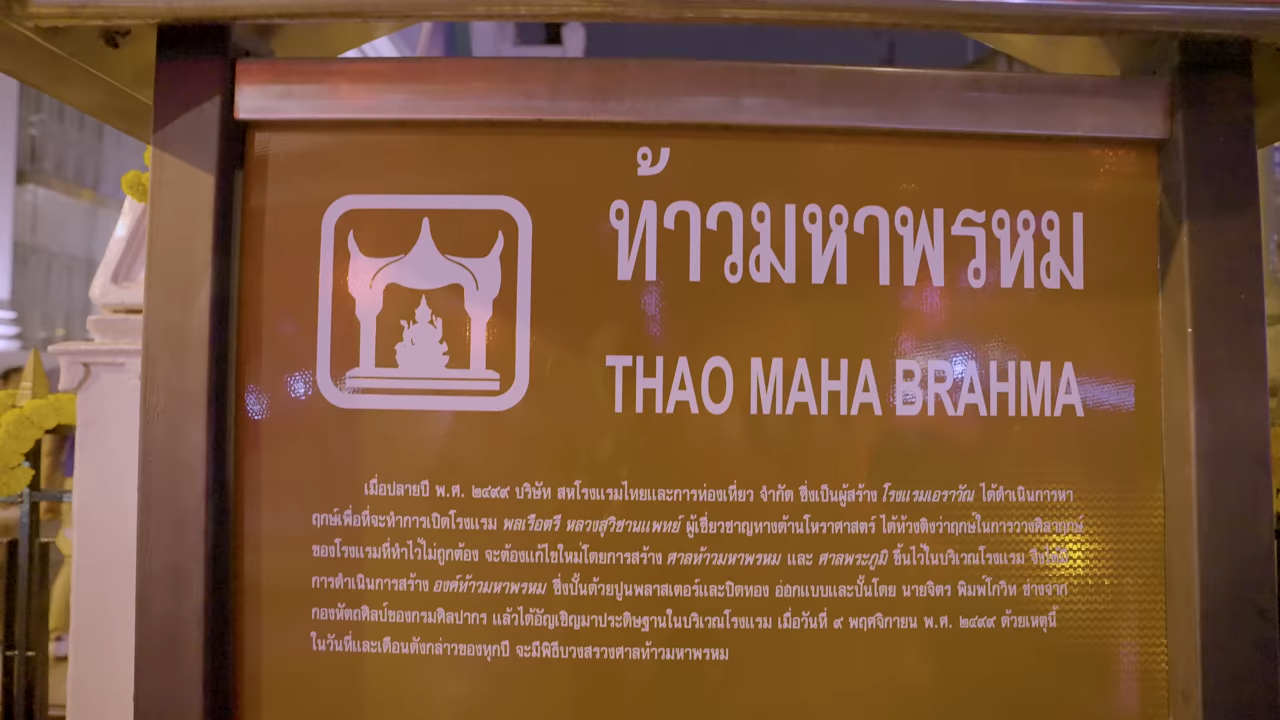 ท้าวมหาพรหม
THAO MAHA BRAHMA
เมื่อปลายปี พ.ศ. ๒๔๙๙ บริษัท สหโรงแรมไทยและการท่องเที่ยว จำกัด ซึ่งเป็นผู้สร้าง โรงแรมเอราวัณ ได้ดำเนินการหา
ฤกษ์เพื่อที่จะทำการเปิดโรงแรม พลเรือตรี หลวงสุวิชานแพทย์ ผู้เชี่ยวชาญทางด้านโหราศาสตร์ ได้ท้วงติงว่าฤกษ์ในการวางศิลาฤกษ์
ของโรงแรมที่ทำไว้ไม่ถูกต้อง จะต้องแก้ไขใหม่โดยการสร้าง ศาลท้าวมหาพรหม และ ศาลพระภูมิ ขึ้นไว้ในบริเวณโรงแรม จึงได้มี
การดำเนินการสร้าง องค์ท้าวมหาพรหม ซึ่งปั้นด้วยปูนพลาสเตอร์และปิดทอง ออกแบบและปั้นโดย นายจิตร พิมพ์โกวิท ช่างจาก
กองหัตถศิลป์ของกรมศิลปากร แล้วได้อัญเชิญมาประดิษฐานในบริเวณโรงแรม เมื่อวันที่ ๙ พฤศจิกายน พ.ศ. ๒๔๙๙ ด้วยเหตุนี้
ในวันที่และเดือนดังกล่าวของทุกปี จะมีพิธีบวงสรวงศาลท้าวมหาพรหม